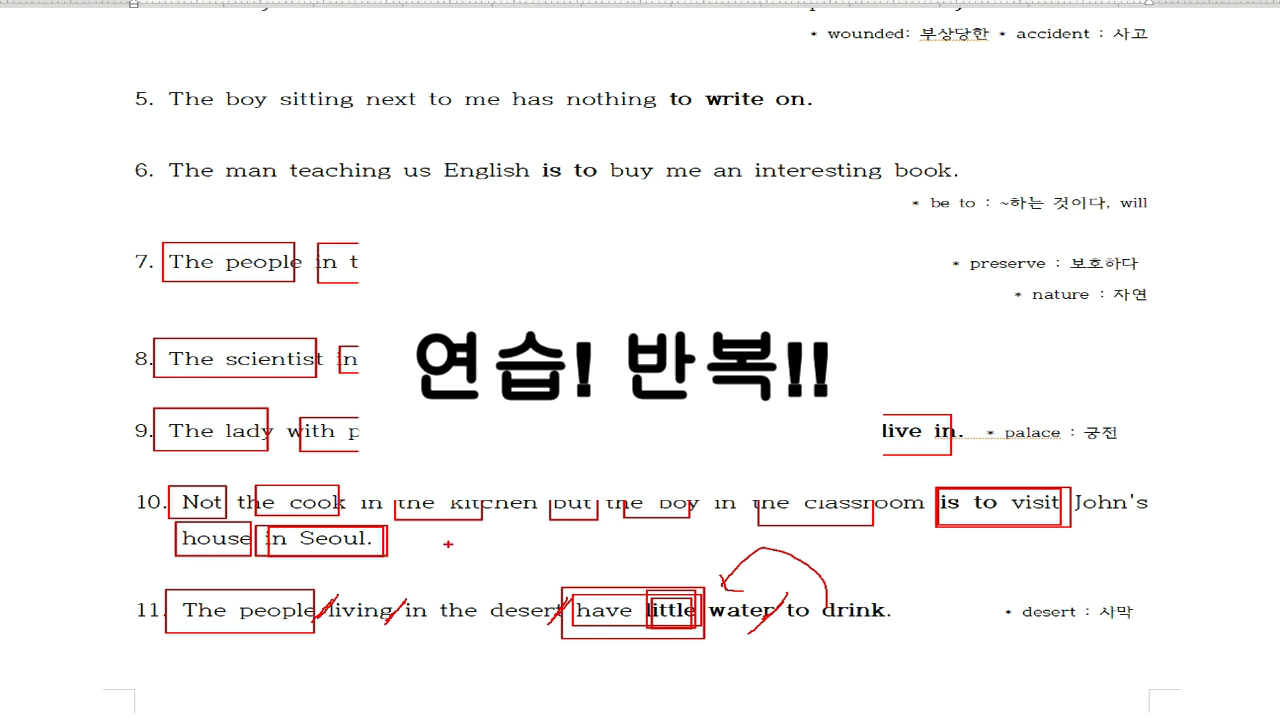 * wounded: 부상당한 * accident : 사고
5. The boy sitting next to me has nothing to write on.
6. The man teaching us English is to buy me an interesting book.
* be to : ~하는 것이다, will
7. The people in t
* preserve : 보호하다
* nature : 자연
8. The scientist in
연습! 반복!!
9. The lady with p live in. * palace : 궁전
10. Not the cook in the kitchen but the boy in the classroom is to visit John's
house in Seoul.
11. The people living in the desert have little water to drink. * desert : 사막